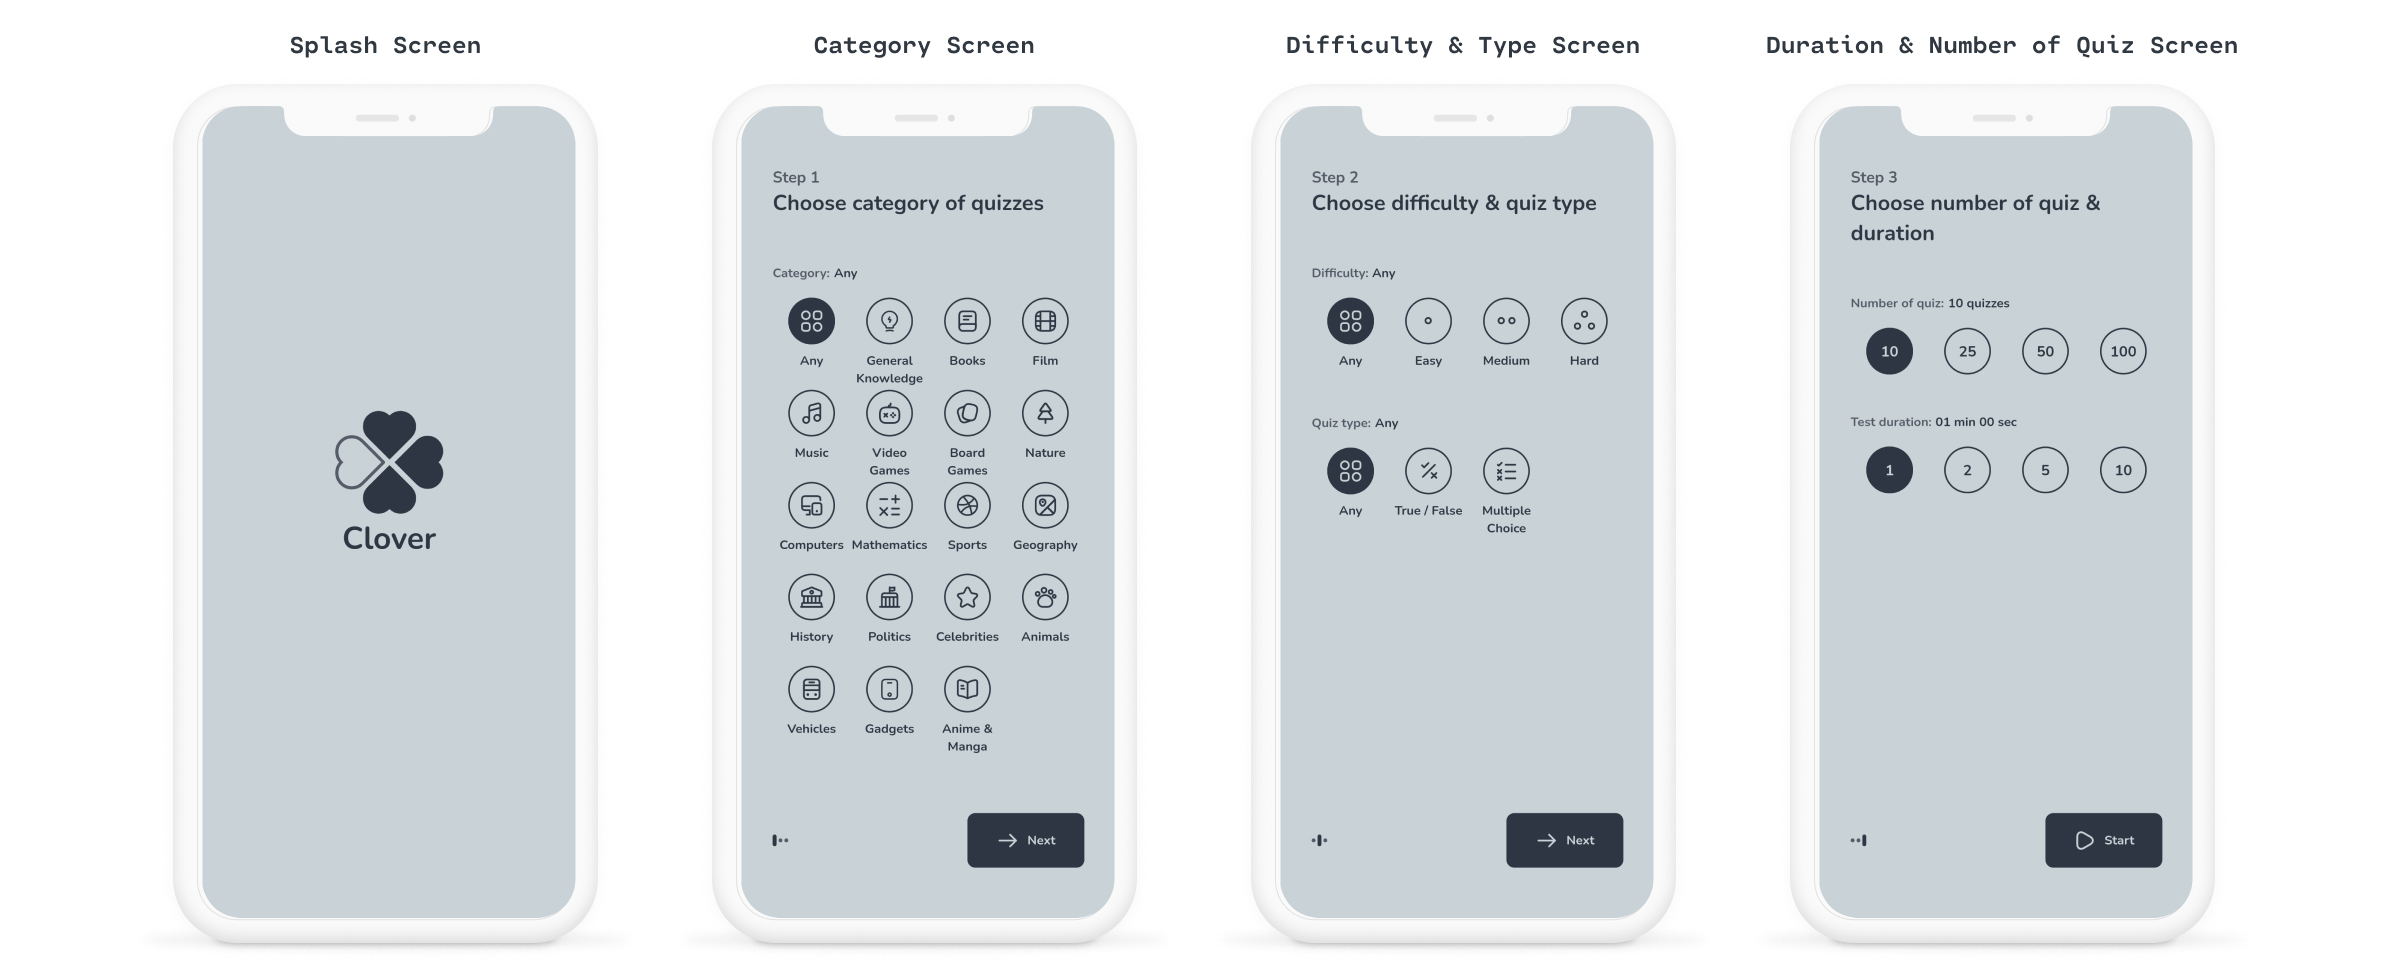 Splash Screen
Clover
Category Screen
Step 1
Choose category of quizzes
Category: Any
Any
General
Knowledge
Books
Film
Music
Video
Games
Board
Games
Nature
Computers
Mathematics
Sports
Geography
History
Politics
Celebrities
Animals
Vehicles
Gadgets
Anime &
Manga
Next
Difficulty & Type Screen
Step 2
Choose difficulty & quiz type
Difficulty: Any
Any
Easy
Medium
Hard
Quiz type: Any
Any
True / False
Multiple
Choice
Next
Duration & Number of Quiz Screen
Step 3
Choose number of quiz &
duration
Number of quiz: 10 quizzes
10
25
50
100
Test duration: 01 min 00 sec
1
2
5
10
Start